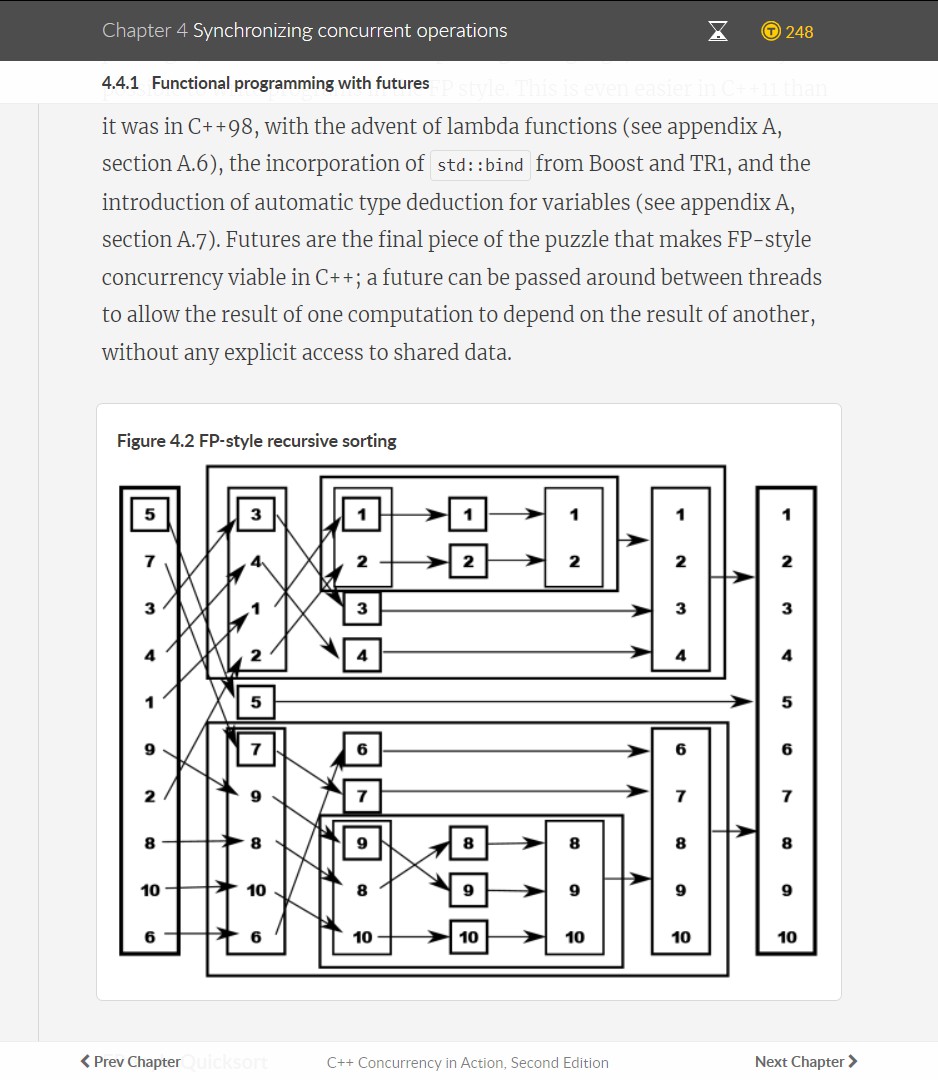 Chapter 4 Synchronizing concurrent operations
248
4.4.1 Functional programming with futures
FP style. This is even easier in C++11 than
it was in C++98, with the advent of lambda functions (see appendix A,
section A.6), the incorporation of std::bind from Boost and TR1, and the
introduction of automatic type deduction for variables (see appendix A,
section A.7). Futures are the final piece of the puzzle that makes FP-style
concurrency viable in C++; a future can be passed around between threads
to allow the result of one computation to depend on the result of another,
without any explicit access to shared data.
Figure 4.2 FP-style recursive sorting
5 3 1 1 1 1 1
7 4 2 2 2 2 2
3 1 3 3 3
4 2 4 4 4
1 5 5
9 7 6 6 6
2 9 7 7 7
8 8 9 8 8 8 8
10 10 8 9 9 9 9
6 6 10 10 10 10 10
Prev Chapter Quicksort C++ Concurrency in Action, Second Edition Next Chapter